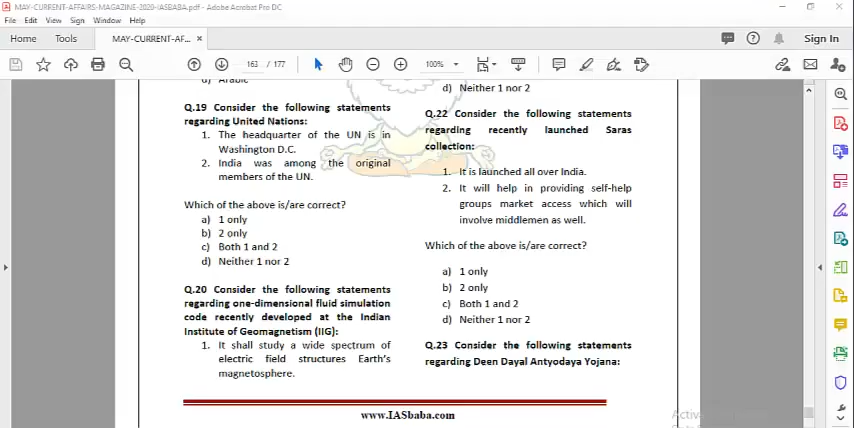 MAY-CURRENT-AFFAIRS-MAGAZINE-2020-IASBABA.pdf - Adobe Acrobat Pro DC
File Edit View Sign Window Help
Home Tools MAY-CURRENT-AF... × Sign In
163 / 177 100%
d) Arabic
Q.19 Consider the following statements
regarding United Nations:
1. The headquarter of the UN is in
Washington D.C.
2. India was among the original
members of the UN.
Which of the above is/are correct?
a) 1 only
b) 2 only
c) Both 1 and 2
d) Neither 1 nor 2
Q.20 Consider the following statements
regarding one-dimensional fluid simulation
code recently developed at the Indian
Institute of Geomagnetism (IIG):
1. It shall study a wide spectrum of
electric field structures Earth's
magnetosphere.
d) Neither 1 nor 2
Q.22 Consider the following statements
regarding recently launched Saras
collection:
1. It is launched all over India.
2. It will help in providing self-help
groups market access which will
involve middlemen as well.
Which of the above is/are correct?
a) 1 only
b) 2 only
c) Both 1 and 2
d) Neither 1 nor 2
Q.23 Consider the following statements
regarding Deen Dayal Antyodaya Yojana:
www.IASbaba.com